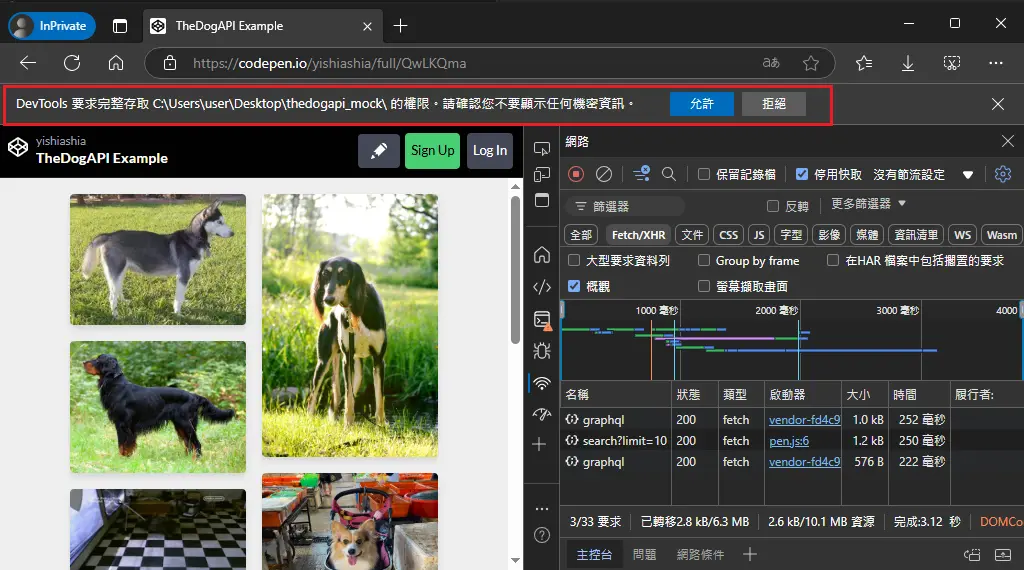 InPrivate
TheDogAPI Example
https://codepen.io/yishiashia/full/QwLKQma
aあ
DevTools 要求完整存取 C:\Users\user\Desktop\thedogapi_mock\ 的權限。請確認您不要顯示任何機密資訊。 允許 拒絕
yishiashia
TheDogAPI Example
Sign Up
Log In
網路
保留記錄檔 停用快取 沒有節流設定
篩選器 反轉 更多篩選器
全部 Fetch/XHR 文件 CSS JS 字型 影像 媒體 資訊清單 WS Wasm
大型要求資料列 Group by frame 在HAR 檔案中包括擱置的要求
概觀 螢幕擷取畫面
1000 毫秒 2000 毫秒 3000 毫秒 4000
名稱 狀態 類型 啟動器 大小 時間 履行者:
graphql 200 fetch vendor-fd4c9 1.0 kB 252 毫秒
search?limit=10 200 fetch pen.js:6 1.2 kB 250 毫秒
graphql 200 fetch vendor-fd4c9 576 B 222 毫秒
3/33 要求 已轉移2.8 kB/6.3 MB 2.6 kB/10.1 MB 資源 完成:3.12 秒 DOMCo
主控台 問題 網路條件